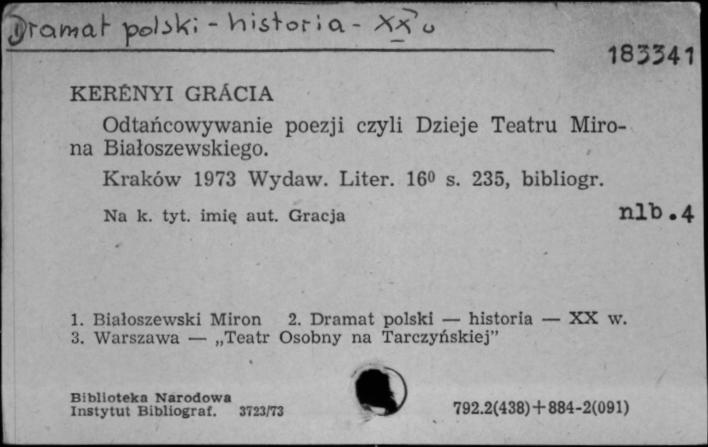 Dramat polski - historia - XX w
183341
KERÉNYI GRÁCIA
Odtańcowywanie poezji czyli Dzieje Teatru Miro-
na Białoszewskiego.
Kraków 1973 Wydaw. Liter. 16⁰ s. 235, bibliogr.
Na k. tyt. imię aut. Gracja
nlb.4
1. Białoszewski Miron 2. Dramat polski — historia — XX w.
3. Warszawa — „Teatr Osobny na Tarczyńskiej”
Biblioteka Narodowa
Instytut Bibliograf. 3723/73
792.2(438)+884-2(091)